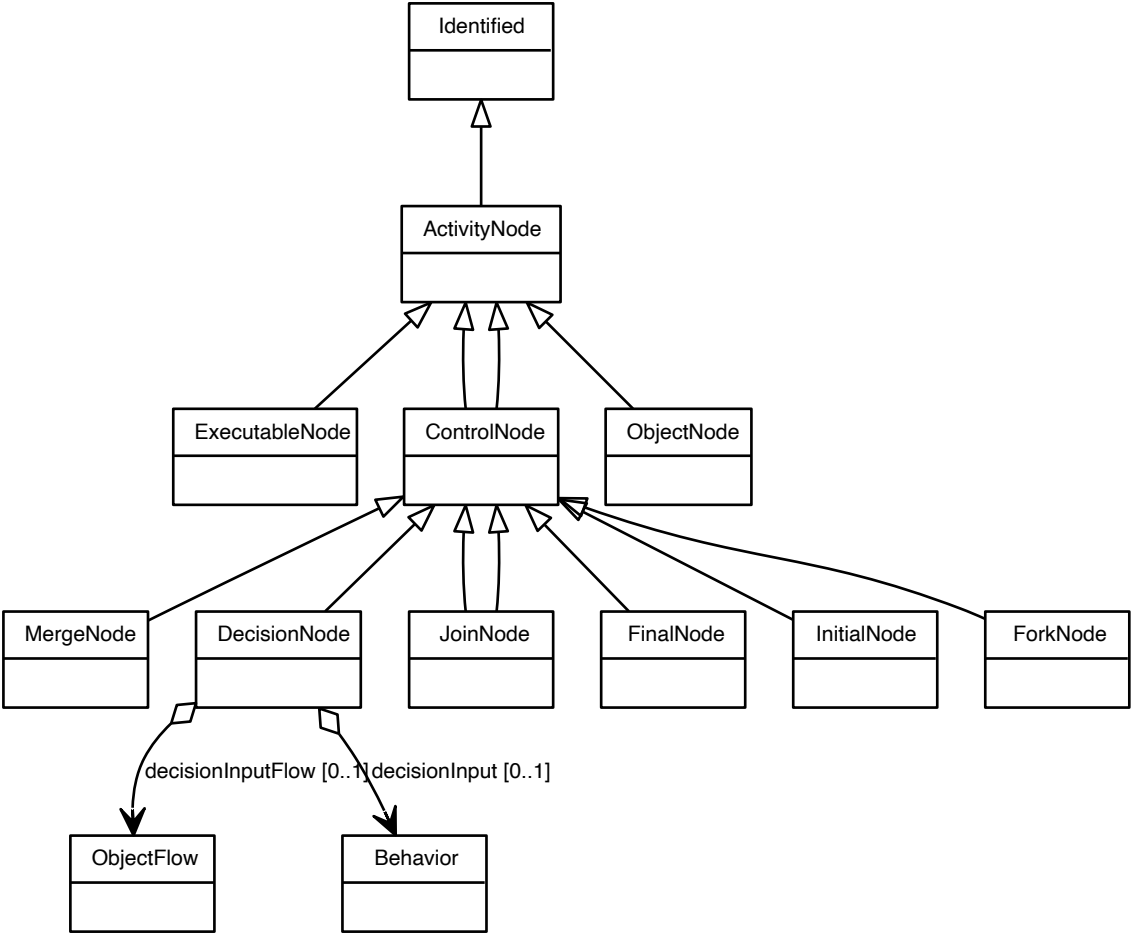 Identified
ActivityNode
ExecutableNode
ControlNode
ObjectNode
MergeNode
DecisionNode
JoinNode
FinalNode
InitialNode
ForkNode
decisionInputFlow [0..1]
decisionInput [0..1]
ObjectFlow
Behavior